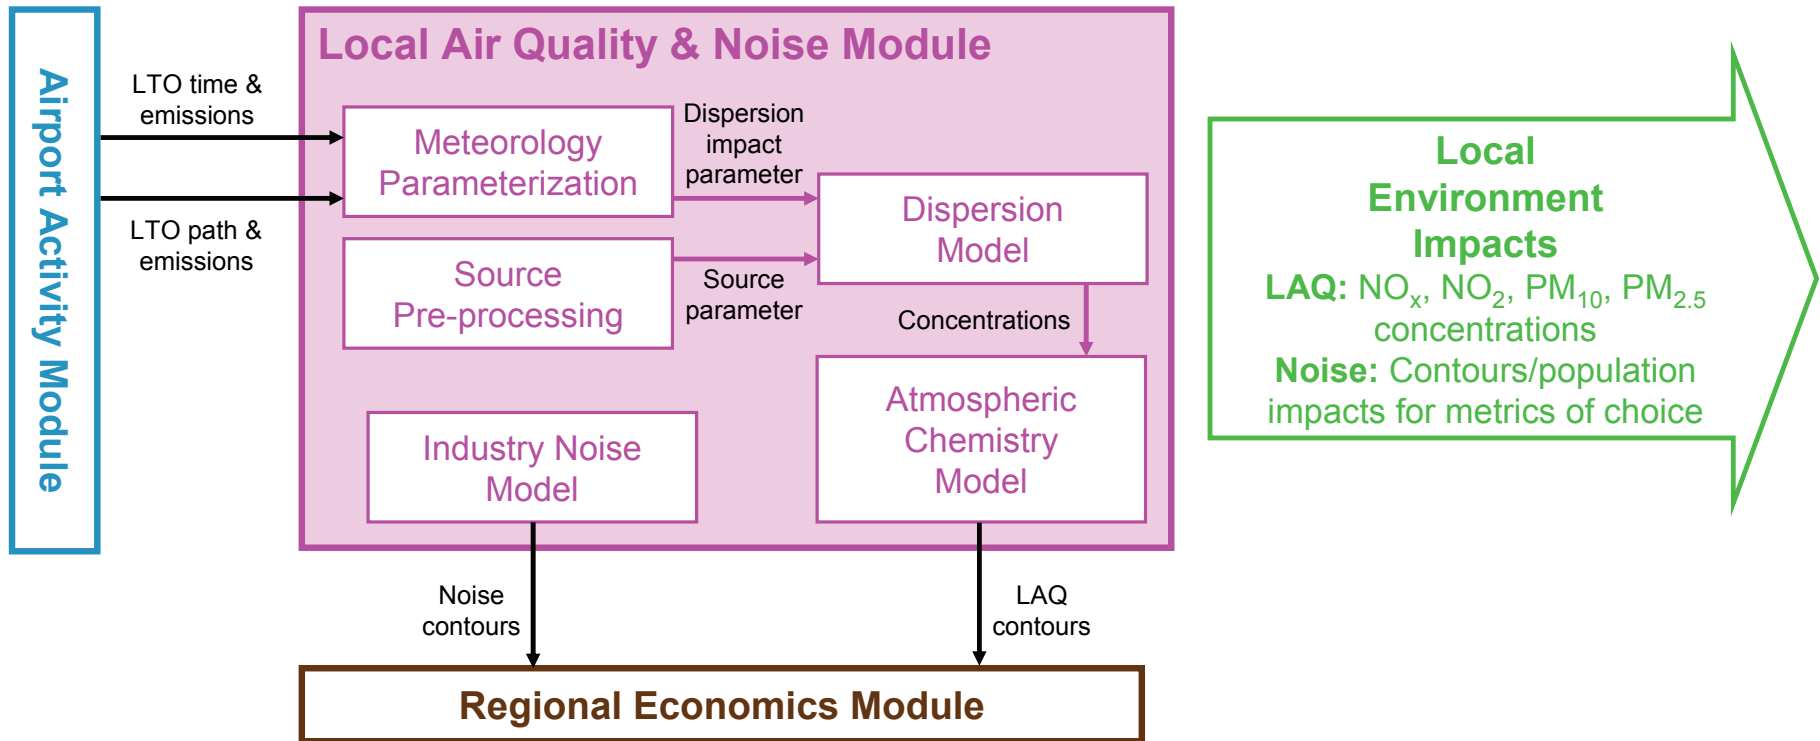 Airport Activity Module
LTO time &
emissions
LTO path &
emissions
Local Air Quality & Noise Module
Meteorology
Parameterization
Dispersion
impact
parameter
Source
Pre-processing
Source
parameter
Dispersion
Model
Concentrations
Atmospheric
Chemistry
Model
Industry Noise
Model
Noise
contours
LAQ
contours
Regional Economics Module
Local
Environment
Impacts
LAQ: NOx, NO2, PM10, PM2.5
concentrations
Noise: Contours/population
impacts for metrics of choice